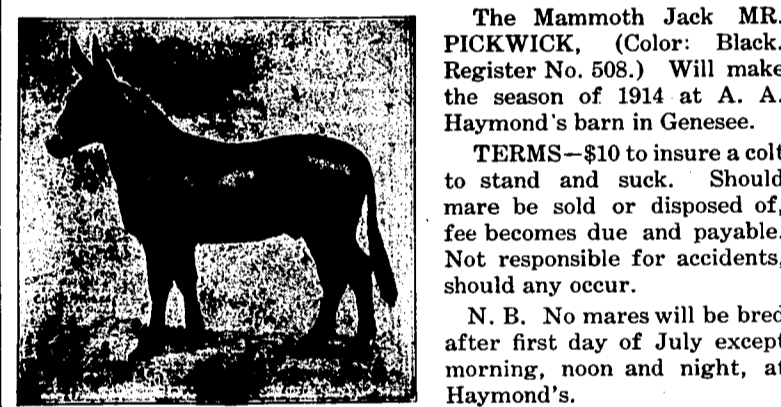 The Mammoth Jack MR.
PICKWICK, (Color: Black.
Register No. 508.) Will make
the season of 1914 at A. A.
Haymond's barn in Genesee.
TERMS—$10 to insure a colt
to stand and suck. Should
mare be sold or disposed of,
fee becomes due and payable.
Not responsible for accidents,
should any occur.
N. B. No mares will be bred
after first day of July except
morning, noon and night, at
Haymond's.